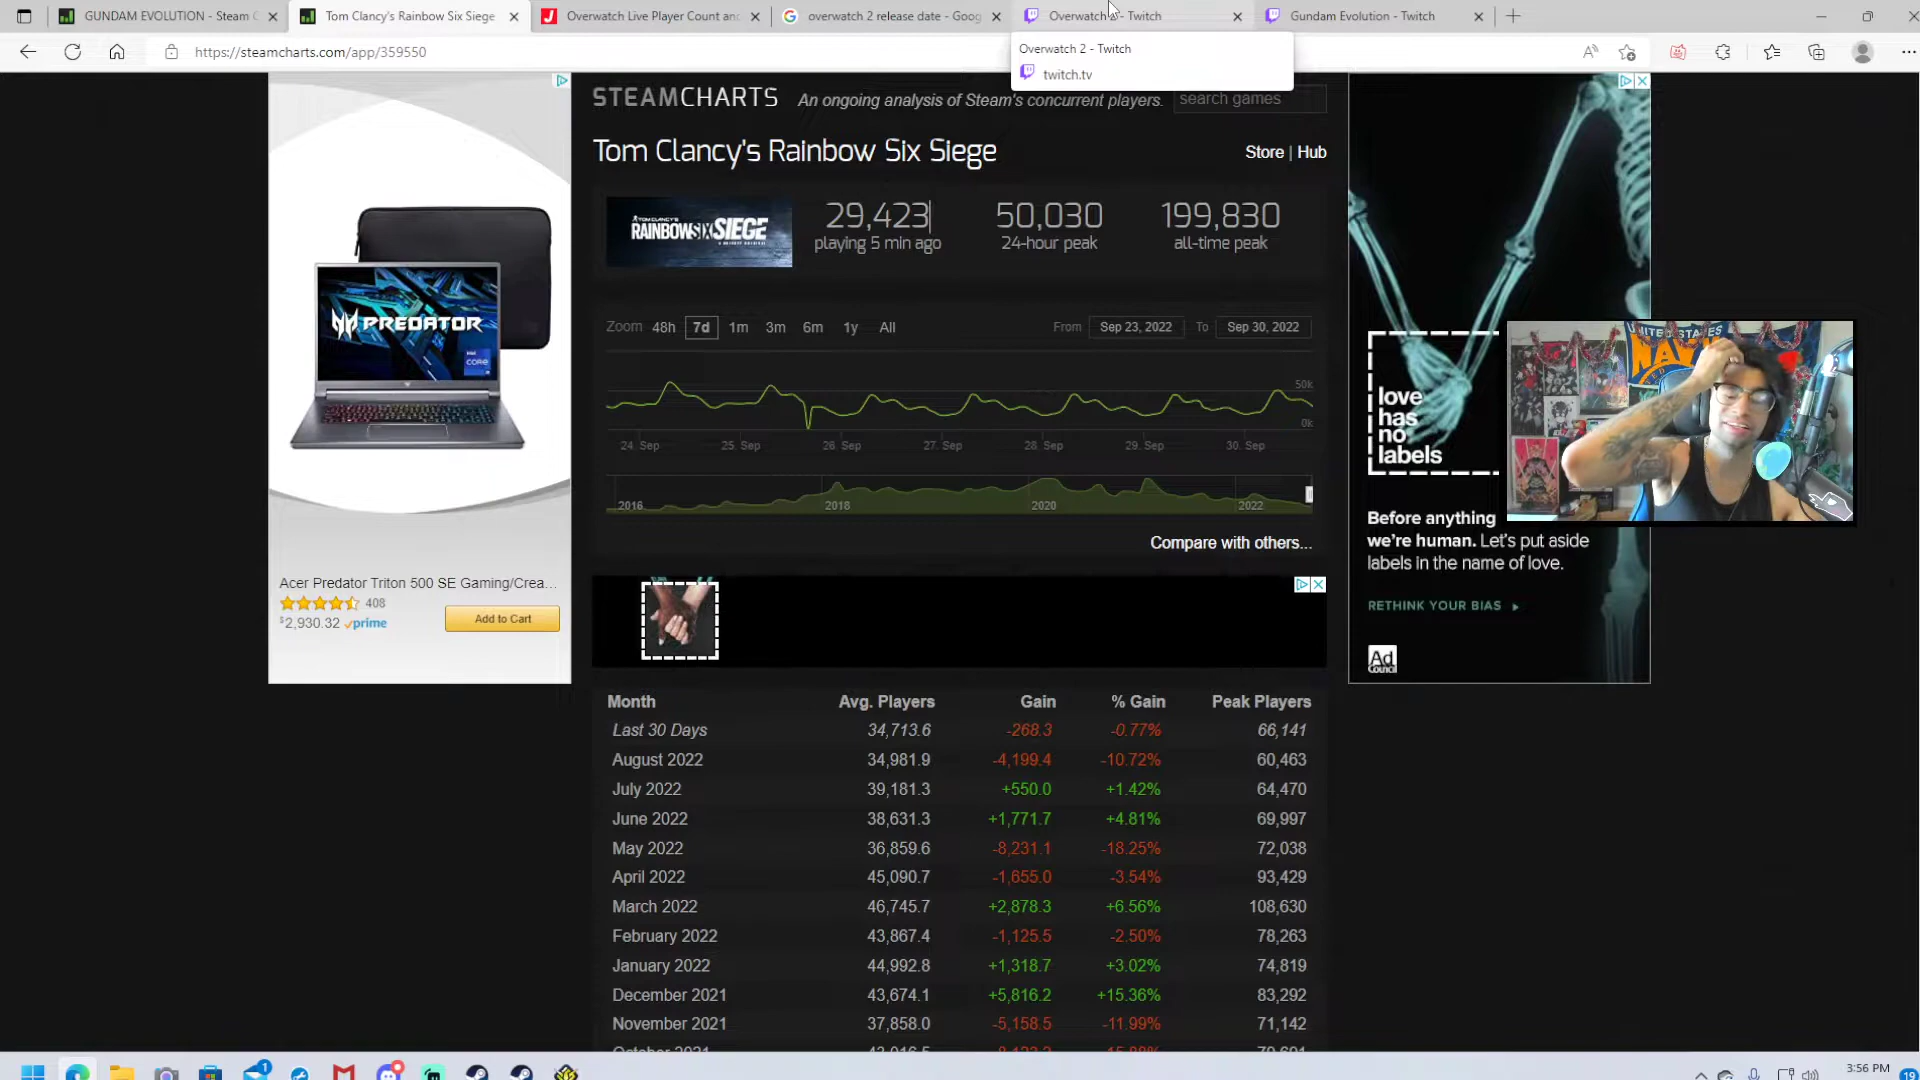 GUNDAM EVOLUTION - Steam C
Tom Clancy's Rainbow Six Siege
Overwatch Live Player Count and
overwatch 2 release date - Goog
Overwatch 2 - Twitch
Gundam Evolution - Twitch
https://steamcharts.com/app/359550
Overwatch 2 - Twitch
twitch.tv
STEAMCHARTS An ongoing analysis of Steam's concurrent players. search games
Tom Clancy's Rainbow Six Siege
Store | Hub
TOM CLANCY'S
RAINBOWSIXSIEGE
29,423 50,030 199,830
playing 5 min ago 24-hour peak all-time peak
Zoom 48h 7d 1m 3m 6m 1y All From Sep 23, 2022 To Sep 30, 2022
50k
0k
24. Sep 25. Sep 26. Sep 27. Sep 28. Sep 29. Sep 30. Sep
2016 2018 2020 2022
Compare with others...
Month Avg. Players Gain % Gain Peak Players
Last 30 Days 34,713.6 -268.3 -0.77% 66,141
August 2022 34,981.9 -4,199.4 -10.72% 60,463
July 2022 39,181.3 +550.0 +1.42% 64,470
June 2022 38,631.3 +1,771.7 +4.81% 69,997
May 2022 36,859.6 -8,231.1 -18.25% 72,038
April 2022 45,090.7 -1,655.0 -3.54% 93,429
March 2022 46,745.7 +2,878.3 +6.56% 108,630
February 2022 43,867.4 -1,125.5 -2.50% 78,263
January 2022 44,992.8 +1,318.7 +3.02% 74,819
December 2021 43,674.1 +5,816.2 +15.36% 83,292
November 2021 37,858.0 -5,158.5 -11.99% 71,142
PREDATOR
intel
CORE
Acer Predator Triton 500 SE Gaming/Crea...
408
$2,930.32 prime
Add to Cart
love
has
no
labels
Before anything
we're human. Let's put aside
labels in the name of love.
RETHINK YOUR BIAS
Ad
Council
UNITED STATES
NAVY
1
3:56 PM
19